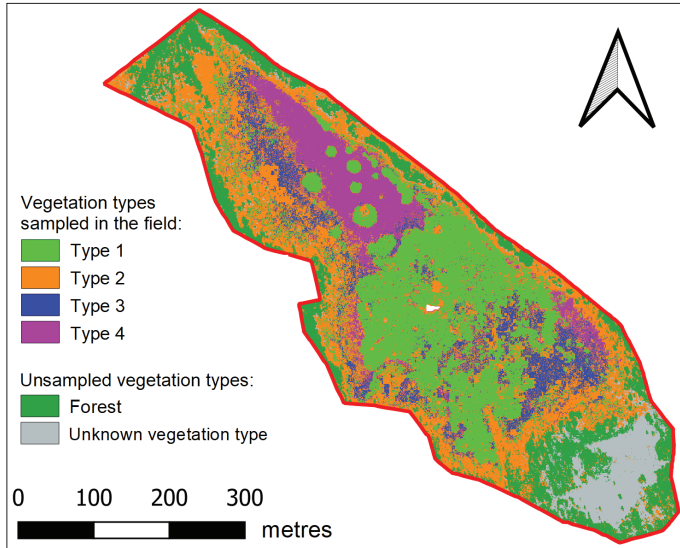 Vegetation types
sampled in the field:
Type 1
Type 2
Type 3
Type 4
Unsampled vegetation types:
Forest
Unknown vegetation type
0 100 200 300
metres